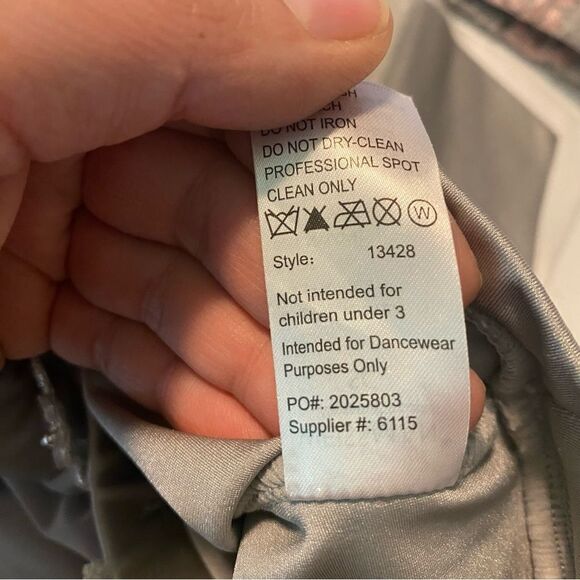 DO NOT IRON
DO NOT DRY-CLEAN
PROFESSIONAL SPOT
CLEAN ONLY
W
Style: 13428
Not intended for
children under 3
Intended for Dancewear
Purposes Only
PO#: 2025803
Supplier #: 6115